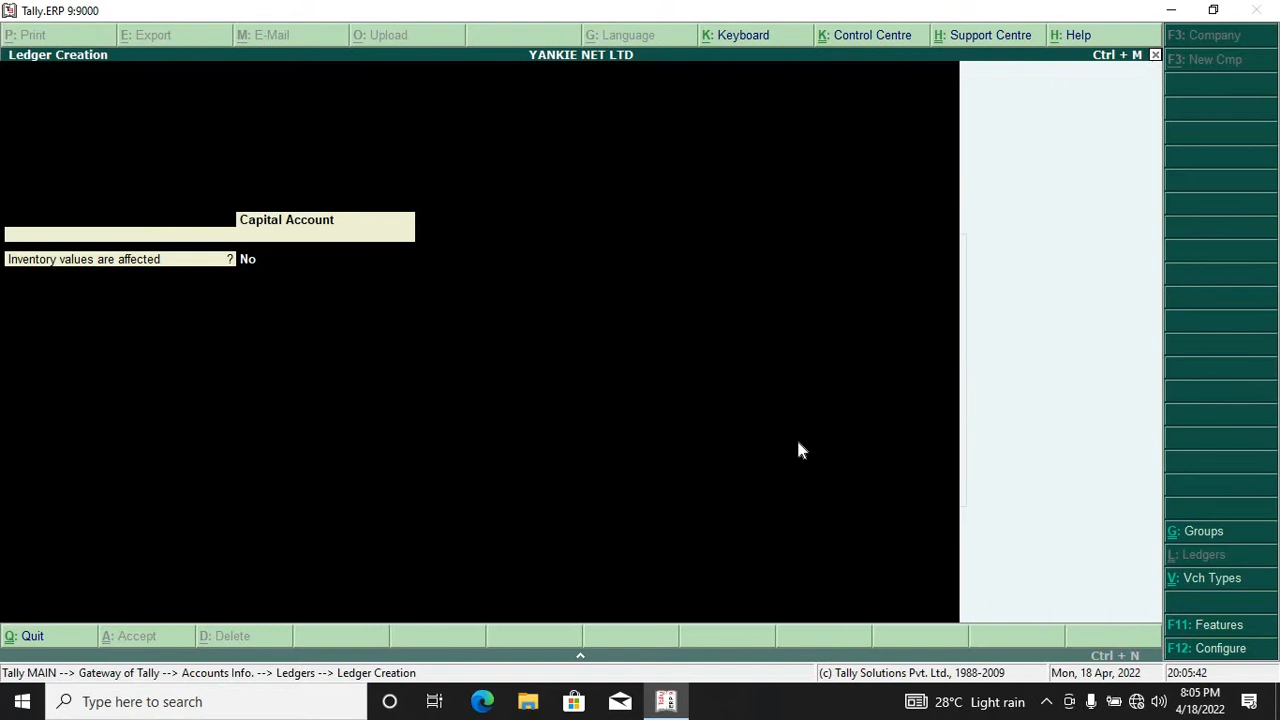 Tally.ERP 9:9000
P: Print E: Export M: E-Mail O: Upload G: Language K: Keyboard K: Control Centre H: Support Centre H: Help
Ledger Creation YANKIE NET LTD Ctrl + M
F3: Company
F3: New Cmp
Capital Account
Inventory values are affected ? No
G: Groups
L: Ledgers
V: Vch Types
F11: Features
F12: Configure
Q: Quit A: Accept D: Delete
Ctrl + N
Tally MAIN --> Gateway of Tally --> Accounts Info. --> Ledgers --> Ledger Creation (c) Tally Solutions Pvt. Ltd., 1988-2009 Mon, 18 Apr, 2022 20:05:42
Type here to search 28°C Light rain 8:05 PM
4/18/2022